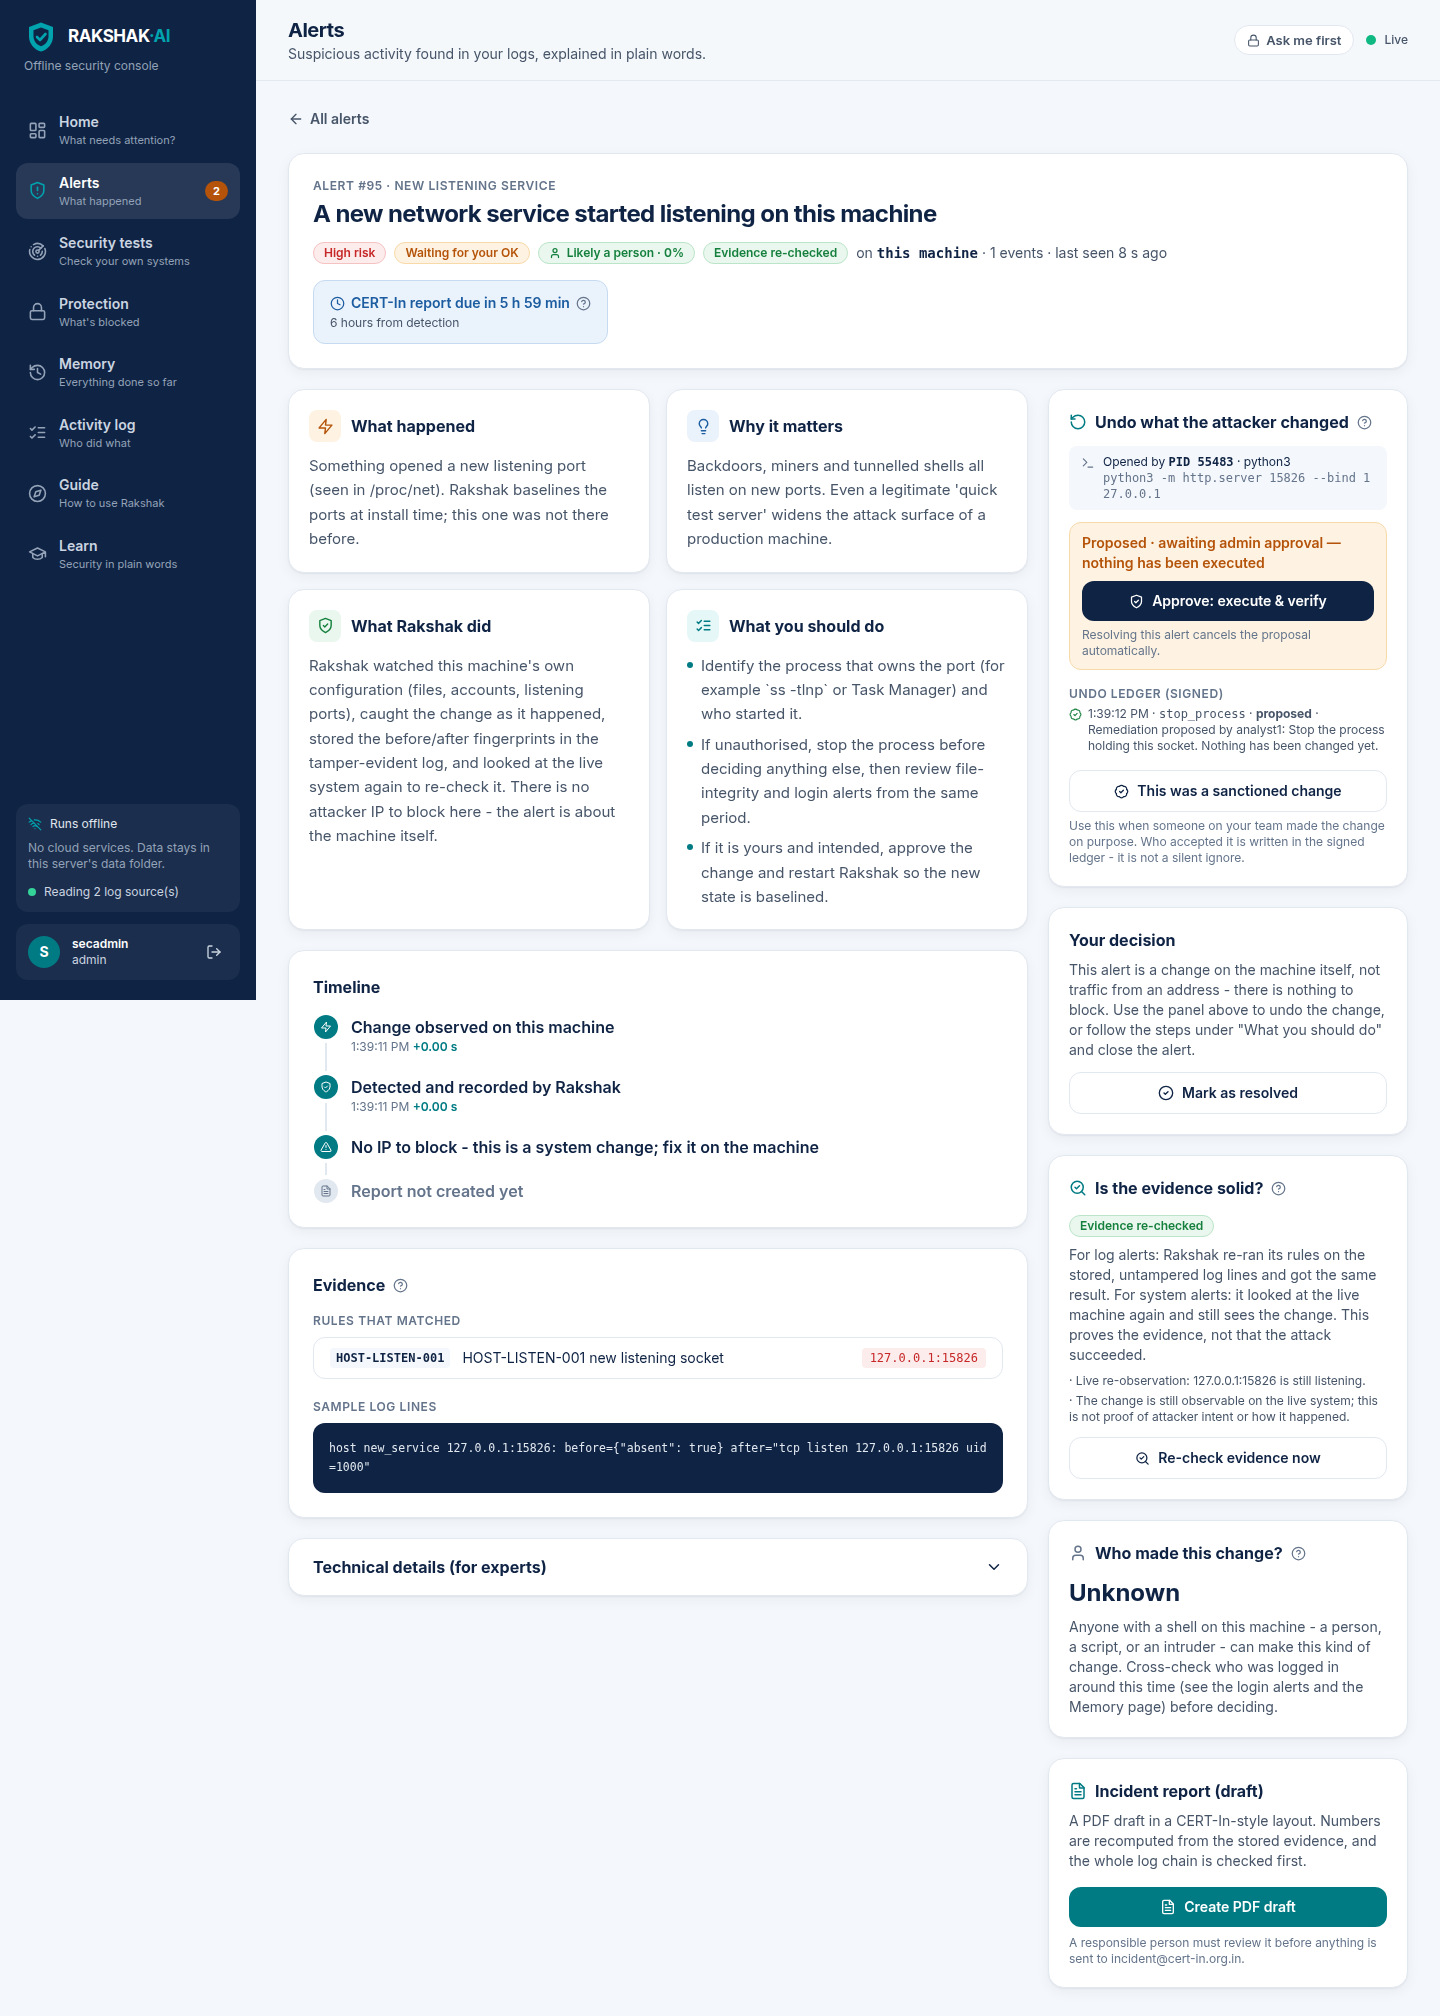 RAKSHAK·AI
Offline security console
Home
What needs attention?
Alerts
What happened
2
Security tests
Check your own systems
Protection
What's blocked
Memory
Everything done so far
Activity log
Who did what
Guide
How to use Rakshak
Learn
Security in plain words
Runs offline
No cloud services. Data stays in
this server's data folder.
Reading 2 log source(s)
S
secadmin
admin
Alerts
Suspicious activity found in your logs, explained in plain words.
Ask me first
Live
All alerts
ALERT #95 · NEW LISTENING SERVICE
A new network service started listening on this machine
High risk
Waiting for your OK
Likely a person · 0%
Evidence re-checked
on this machine · 1 events · last seen 8 s ago
CERT-In report due in 5 h 59 min
6 hours from detection
What happened
Something opened a new listening port
(seen in /proc/net). Rakshak baselines the
ports at install time; this one was not there
before.
Why it matters
Backdoors, miners and tunnelled shells all
listen on new ports. Even a legitimate 'quick
test server' widens the attack surface of a
production machine.
What Rakshak did
Rakshak watched this machine's own
configuration (files, accounts, listening
ports), caught the change as it happened,
stored the before/after fingerprints in the
tamper-evident log, and looked at the live
system again to re-check it. There is no
attacker IP to block here - the alert is about
the machine itself.
What you should do
Identify the process that owns the port (for
example `ss -tlnp` or Task Manager) and
who started it.
If unauthorised, stop the process before
deciding anything else, then review file-
integrity and login alerts from the same
period.
If it is yours and intended, approve the
change and restart Rakshak so the new
state is baselined.
Timeline
Change observed on this machine
1:39:11 PM +0.00 s
Detected and recorded by Rakshak
1:39:11 PM +0.00 s
No IP to block - this is a system change; fix it on the machine
Report not created yet
Evidence
RULES THAT MATCHED
HOST-LISTEN-001 HOST-LISTEN-001 new listening socket 127.0.0.1:15826
SAMPLE LOG LINES
host new_service 127.0.0.1:15826: before={"absent": true} after="tcp listen 127.0.0.1:15826 uid
=1000"
Technical details (for experts)
Undo what the attacker changed
Opened by PID 55483 · python3
python3 -m http.server 15826 --bind 1
27.0.0.1
Proposed · awaiting admin approval —
nothing has been executed
Approve: execute & verify
Resolving this alert cancels the proposal
automatically.
UNDO LEDGER (SIGNED)
1:39:12 PM · stop_process · proposed ·
Remediation proposed by analyst1: Stop the process
holding this socket. Nothing has been changed yet.
This was a sanctioned change
Use this when someone on your team made the change
on purpose. Who accepted it is written in the signed
ledger - it is not a silent ignore.
Your decision
This alert is a change on the machine itself, not
traffic from an address - there is nothing to
block. Use the panel above to undo the change,
or follow the steps under "What you should do"
and close the alert.
Mark as resolved
Is the evidence solid?
Evidence re-checked
For log alerts: Rakshak re-ran its rules on the
stored, untampered log lines and got the same
result. For system alerts: it looked at the live
machine again and still sees the change. This
proves the evidence, not that the attack
succeeded.
· Live re-observation: 127.0.0.1:15826 is still listening.
· The change is still observable on the live system; this
is not proof of attacker intent or how it happened.
Re-check evidence now
Who made this change?
Unknown
Anyone with a shell on this machine - a person,
a script, or an intruder - can make this kind of
change. Cross-check who was logged in
around this time (see the login alerts and the
Memory page) before deciding.
Incident report (draft)
A PDF draft in a CERT-In-style layout. Numbers
are recomputed from the stored evidence, and
the whole log chain is checked first.
Create PDF draft
A responsible person must review it before anything is
sent to incident@cert-in.org.in.